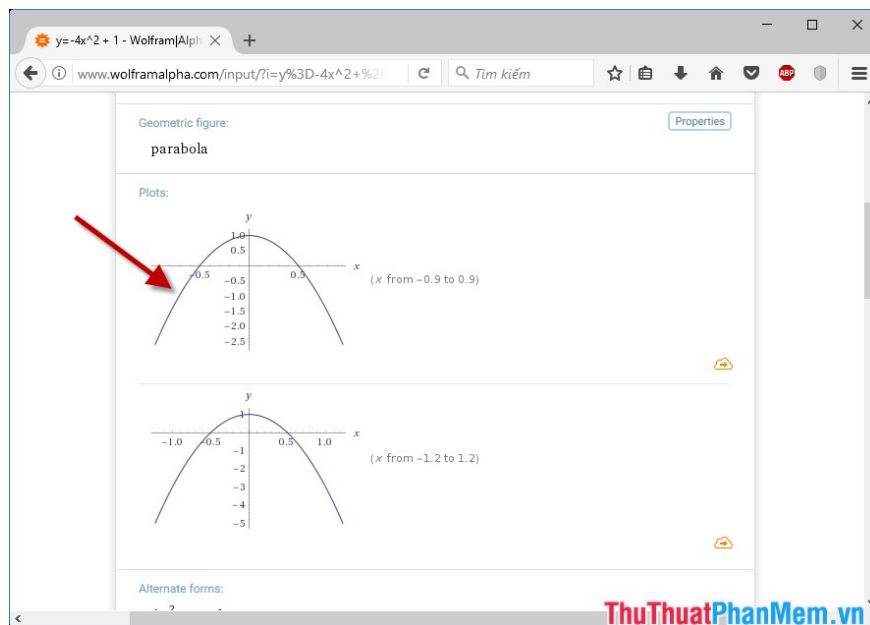 y=-4x^2 + 1 - Wolfram|Alph
www.wolframalpha.com/input/?i=y%3D-4x^2+%2
Tìm kiếm
ABP
Geometric figure:
Properties
parabola
Plots:
y
1.0
0.5
-0.5 0.5 x
(x from −0.9 to 0.9)
−0.5
−1.0
−1.5
−2.0
−2.5
y
1
x
−1.0 −0.5 0.5 1.0
(x from −1.2 to 1.2)
−1
−2
−3
−4
−5
Alternate forms:
ThuThuatPhanMem.vn